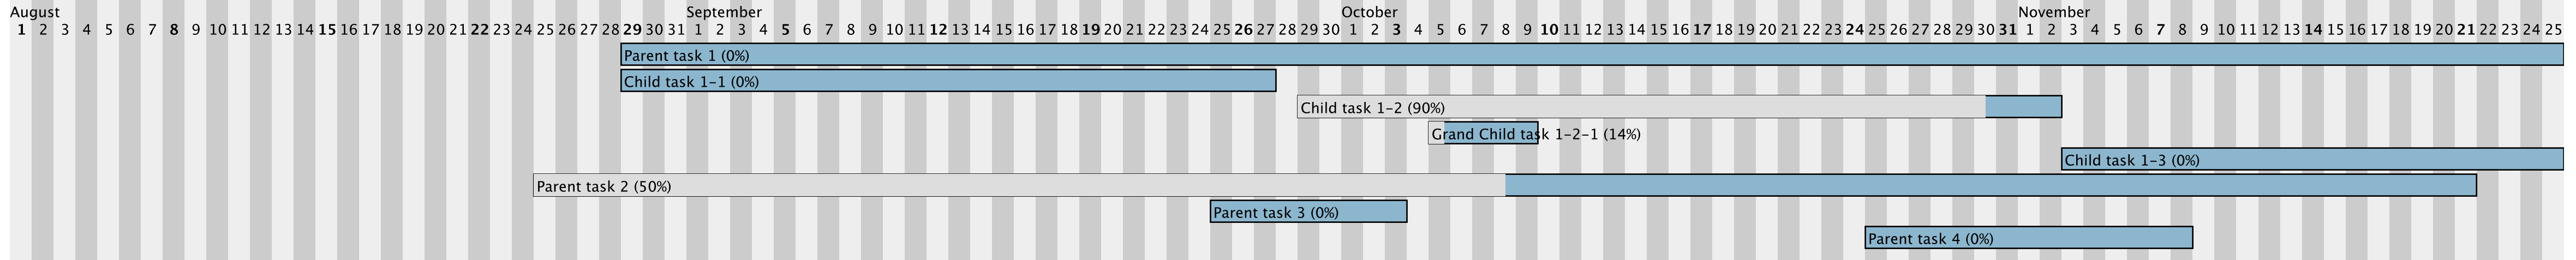 August September October November
1 2 3 4 5 6 7 8 9 10 11 12 13 14 15 16 17 18 19 20 21 22 23 24 25 26 27 28 29 30 31 1 2 3 4 5 6 7 8 9 10 11 12 13 14 15 16 17 18 19 20 21 22 23 24 25 26 27 28 29 30 1 2 3 4 5 6 7 8 9 10 11 12 13 14 15 16 17 18 19 20 21 22 23 24 25 26 27 28 29 30 31 1 2 3 4 5 6 7 8 9 10 11 12 13 14 15 16 17 18 19 20 21 22 23 24 25
Parent task 1 (0%)
Child task 1-1 (0%)
Child task 1-2 (90%)
Grand Child task 1-2-1 (14%)
Child task 1-3 (0%)
Parent task 2 (50%)
Parent task 3 (0%)
Parent task 4 (0%)